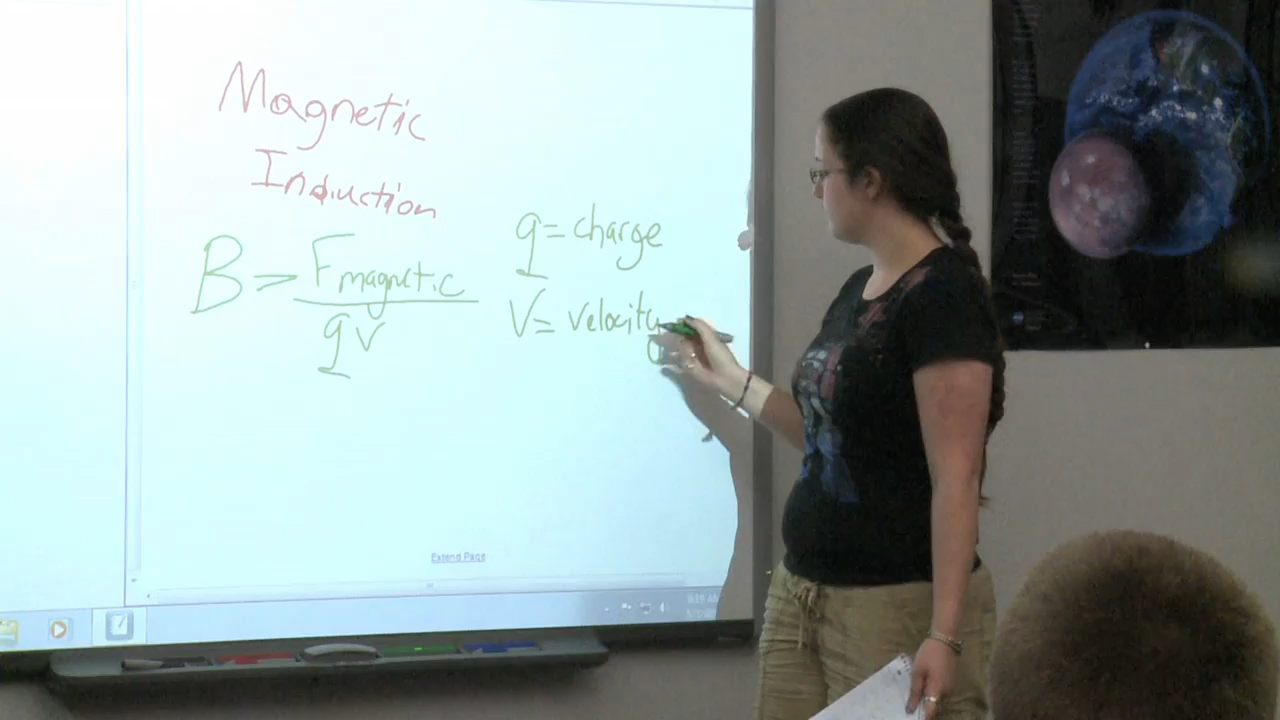 Magnetic
Induction
B = Fmagnetic
qv
q = charge
v = velocity
Extend Page